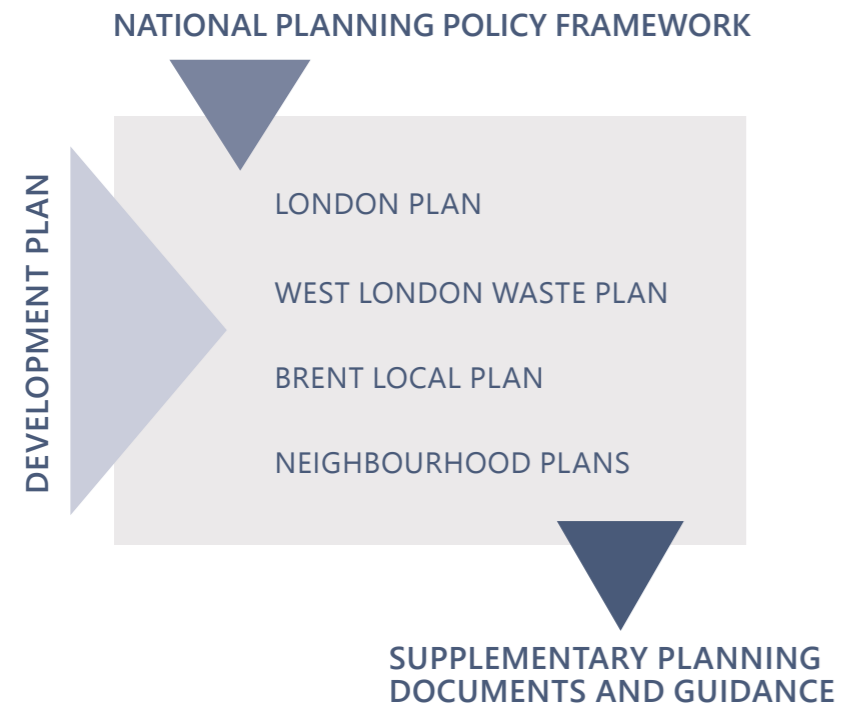 NATIONAL PLANNING POLICY FRAMEWORK
DEVELOPMENT PLAN
LONDON PLAN
WEST LONDON WASTE PLAN
BRENT LOCAL PLAN
NEIGHBOURHOOD PLANS
SUPPLEMENTARY PLANNING
DOCUMENTS AND GUIDANCE